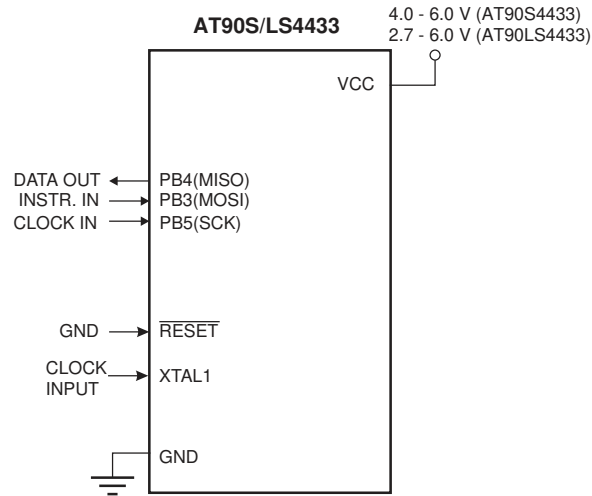 AT90S/LS4433
4.0 - 6.0 V (AT90S4433)
2.7 - 6.0 V (AT90LS4433)
VCC
DATA OUT
PB4(MISO)
INSTR. IN
PB3(MOSI)
CLOCK IN
PB5(SCK)
GND
RESET
CLOCK
INPUT
XTAL1
GND